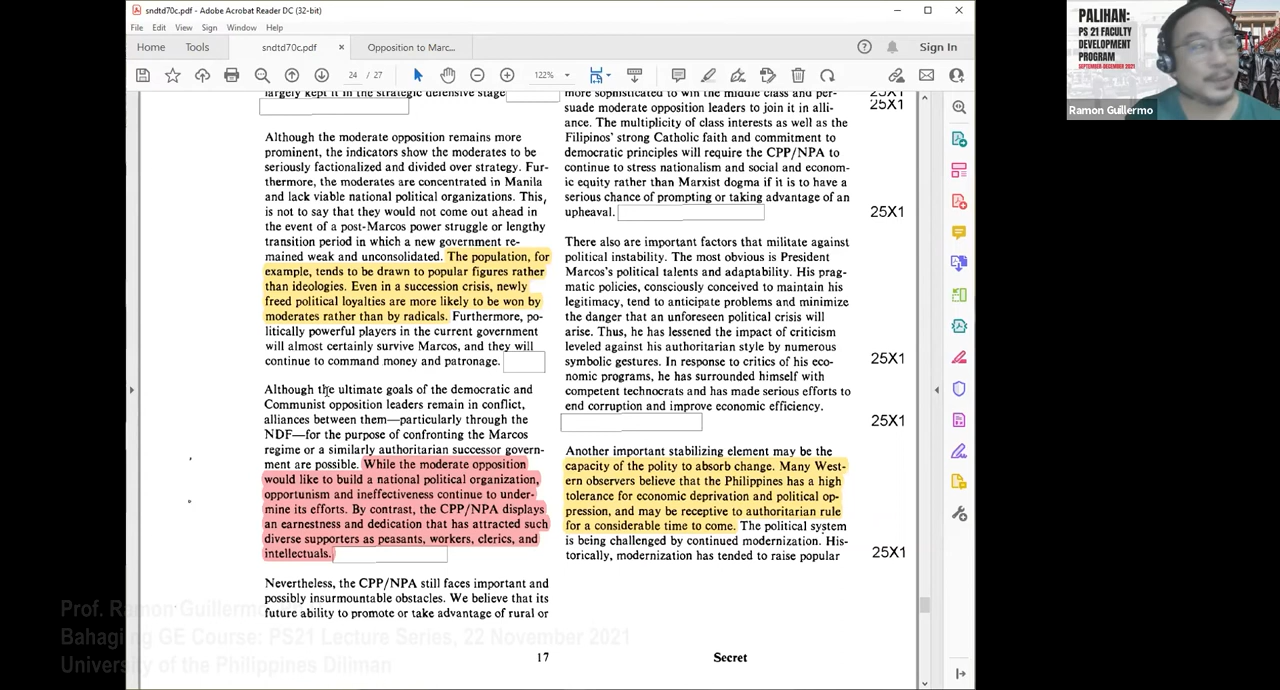 sndtd70c.pdf - Adobe Acrobat Reader DC (32-bit)
File Edit View Sign Window Help
Home Tools sndtd70c.pdf × Opposition to Marc... Sign In
24 / 27 122%
largely kept it in the strategic defensive stage
Although the moderate opposition remains more
prominent, the indicators show the moderates to be
seriously factionalized and divided over strategy. Fur-
thermore, the moderates are concentrated in Manila
and lack viable national political organizations. This,
is not to say that they would not come out ahead in
the event of a post-Marcos power struggle or lengthy
transition period in which a new government re-
mained weak and unconsolidated. The population, for
example, tends to be drawn to popular figures rather
than ideologies. Even in a succession crisis, newly
freed political loyalties are more likely to be won by
moderates rather than by radicals. Furthermore, po-
litically powerful players in the current government
will almost certainly survive Marcos, and they will
continue to command money and patronage.
Although the ultimate goals of the democratic and
Communist opposition leaders remain in conflict,
alliances between them—particularly through the
NDF—for the purpose of confronting the Marcos
regime or a similarly authoritarian successor govern-
ment are possible. While the moderate opposition
would like to build a national political organization,
opportunism and ineffectiveness continue to under-
mine its efforts. By contrast, the CPP/NPA displays
an earnestness and dedication that has attracted such
diverse supporters as peasants, workers, clerics, and
intellectuals.
Nevertheless, the CPP/NPA still faces important and
possibly insurmountable obstacles. We believe that its
future ability to promote or take advantage of rural or
more sophisticated to win the middle class and per-
suade moderate opposition leaders to join it in alli-
ance. The multiplicity of class interests as well as the
Filipinos' strong Catholic faith and commitment to
democratic principles will require the CPP/NPA to
continue to stress nationalism and social and econom-
ic equity rather than Marxist dogma if it is to have a
serious chance of prompting or taking advantage of an
upheaval.
There also are important factors that militate against
political instability. The most obvious is President
Marcos's political talents and adaptability. His prag-
matic policies, consciously conceived to maintain his
legitimacy, tend to anticipate problems and minimize
the danger that an unforeseen political crisis will
arise. Thus, he has lessened the impact of criticism
leveled against his authoritarian style by numerous
symbolic gestures. In response to critics of his eco-
nomic programs, he has surrounded himself with
competent technocrats and has made serious efforts to
end corruption and improve economic efficiency.
Another important stabilizing element may be the
capacity of the polity to absorb change. Many West-
ern observers believe that the Philippines has a high
tolerance for economic deprivation and political op-
pression, and may be receptive to authoritarian rule
for a considerable time to come. The political system
is being challenged by continued modernization. His-
torically, modernization has tended to raise popular
25X1
25X1
25X1
25X1
25X1
25X1
17 Secret
Prof. Ramon Guillermo
Bahaging GE Course: PS21 Lecture Series, 22 November 2021
University of the Philippines Diliman
PALIHAN:
PS 21 FACULTY
DEVELOPMENT
PROGRAM
SEPTEMBER-DECEMBER 2021
Ramon Guillermo